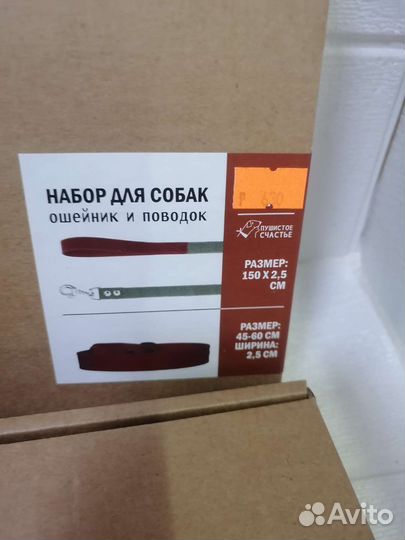 НАБОР ДЛЯ СОБАК
ошейник и поводок
ПУШИСТОЕ
СЧАСТЬЕ
РАЗМЕР:
150 X 2,5
СМ
РАЗМЕР:
45-60 СМ
ШИРИНА:
2,5 СМ
Avito